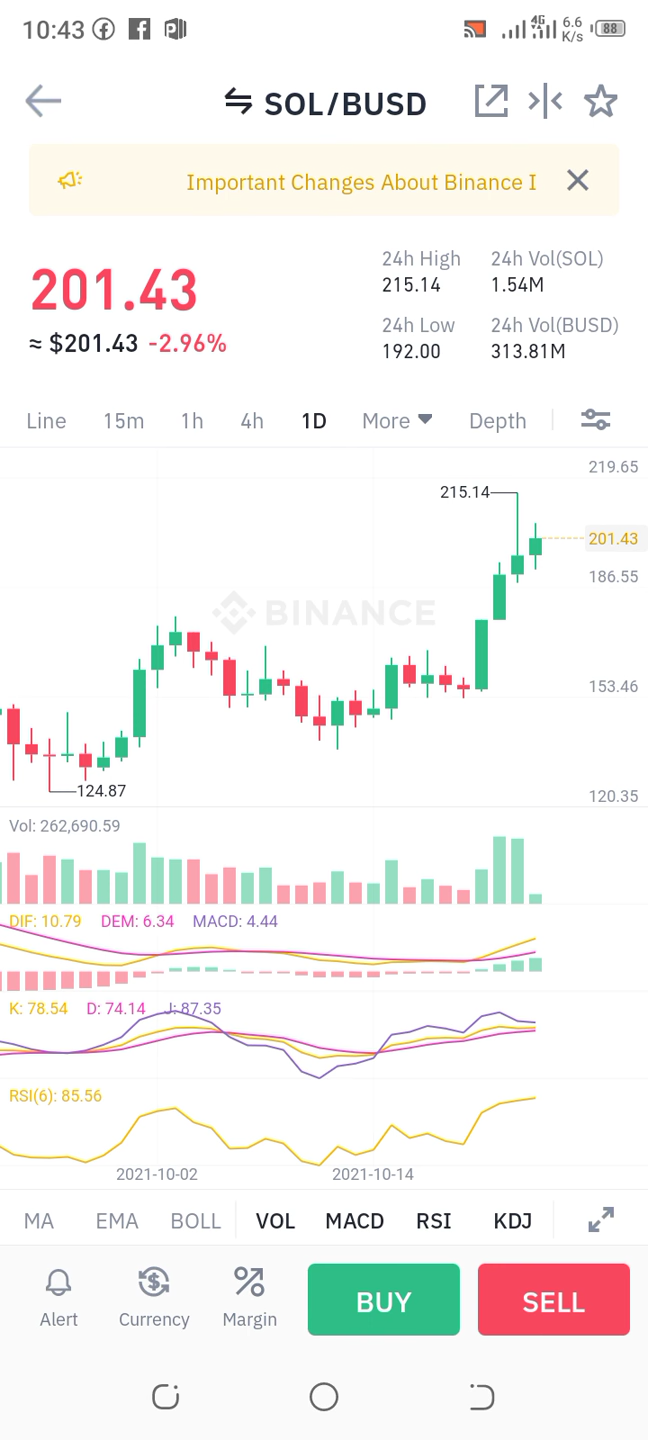 10:43 4G 6.6 K/s 88
SOL/BUSD
Important Changes About Binance I
201.43
≈ $201.43 -2.96%
24h High 24h Vol(SOL)
215.14 1.54M
24h Low 24h Vol(BUSD)
192.00 313.81M
Line 15m 1h 4h 1D More Depth
219.65
215.14
201.43
186.55
BINANCE
153.46
124.87
120.35
Vol: 262,690.59
DIF: 10.79 DEM: 6.34 MACD: 4.44
K: 78.54 D: 74.14 J: 87.35
RSI(6): 85.56
2021-10-02 2021-10-14
MA EMA BOLL VOL MACD RSI KDJ
Alert Currency Margin BUY SELL